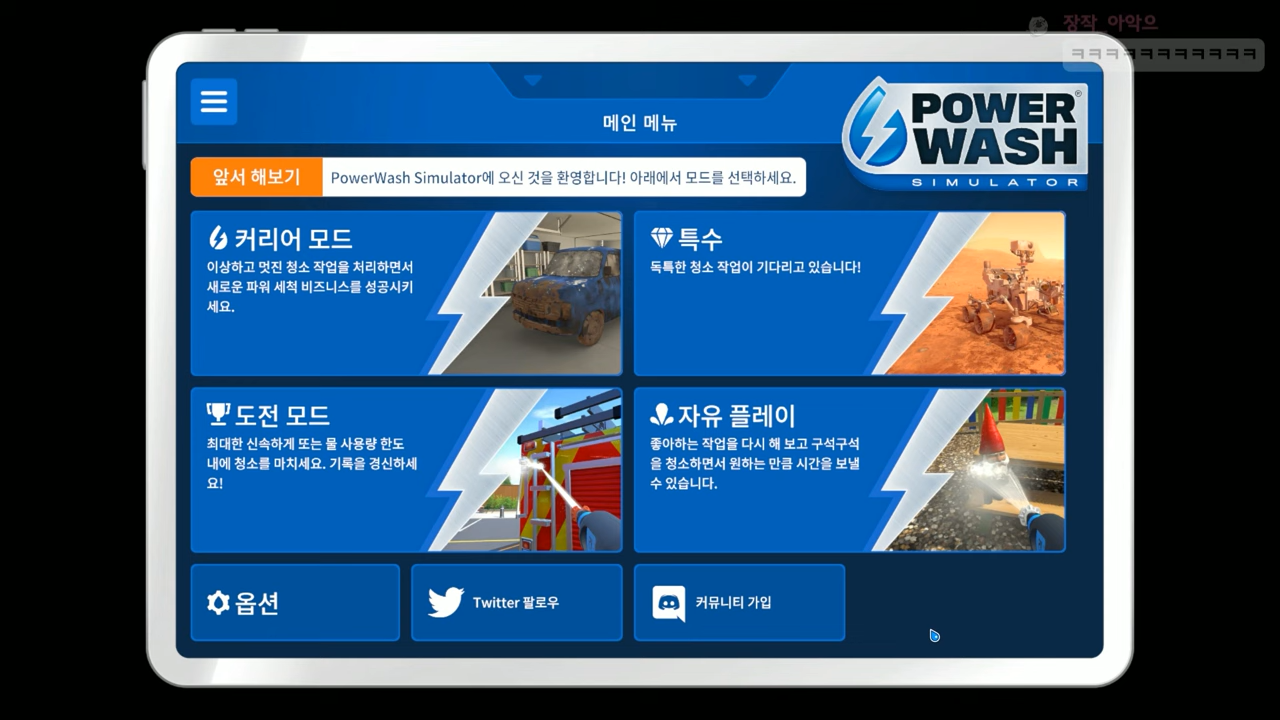 장작 아악으
ㅋㅋㅋㅋㅋㅋㅋㅋㅋㅋㅋ
메인 메뉴
POWER
WASH
SIMULATOR
앞서 해보기
PowerWash Simulator에 오신 것을 환영합니다! 아래에서 모드를 선택하세요.
커리어 모드
이상하고 멋진 청소 작업을 처리하면서
새로운 파워 세척 비즈니스를 성공시키
세요.
특수
독특한 청소 작업이 기다리고 있습니다!
도전 모드
최대한 신속하게 또는 물 사용량 한도
내에 청소를 마치세요. 기록을 경신하세
요!
자유 플레이
좋아하는 작업을 다시 해 보고 구석구석
을 청소하면서 원하는 만큼 시간을 보낼
수 있습니다.
옵션
Twitter 팔로우
커뮤니티 가입